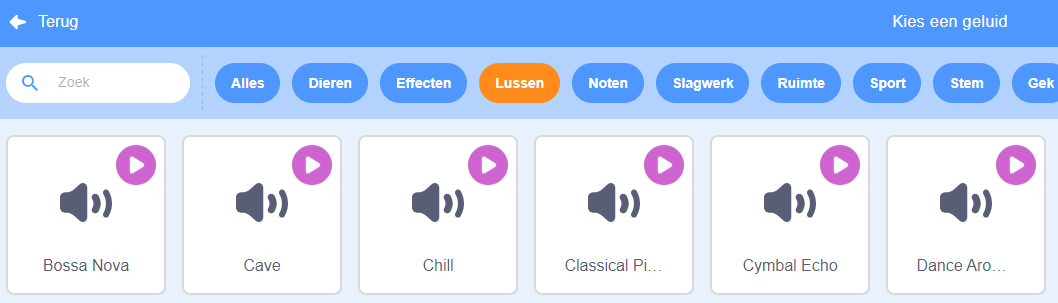 Terug
Kies een geluid
Zoek
Alles
Dieren
Effecten
Lussen
Noten
Slagwerk
Ruimte
Sport
Stem
Gek
Bossa Nova
Cave
Chill
Classical Pi…
Cymbal Echo
Dance Aro…